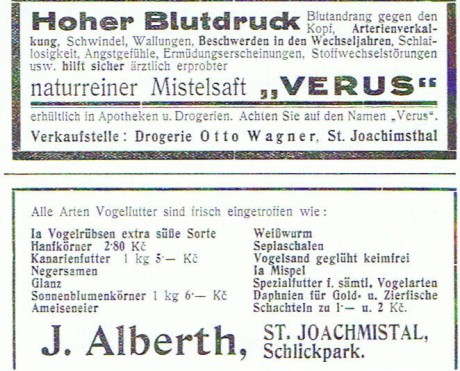 Hoher Blutdruck Blutandrang gegen den
Kopf, Arterienverkal-
kung, Schwindel, Wallungen, Beschwerden in den Wechseljahren, Schlaf-
losigkeit, Angstgefühle, Ermüdungserscheinungen, Stoffwechselstörungen
usw. hilft sicher ärztlich erprobter
naturreiner Mistelsaft „VERUS“
erhältlich in Apotheken u. Drogerien. Achten Sie auf den Namen „Verus“.
Verkaufstelle: Drogerie Otto Wagner, St. Joachimsthal
Alle Arten Vogelfutter sind frisch eingetroffen wie:
Ia Vogelrübsen extra süße Sorte
Hanfkörner 2·80 Kč
Kanarienfutter 1 kg 5·— Kč
Negersamen
Glanz
Sonnenblumenkörner 1 kg 6·— Kč
Ameiseneier
Weißwurm
Sepiaschalen
Vogelsand geglüht keimfrei
Ia Mispel
Spezialfutter f. sämtl. Vogelarten
Daphnien für Gold- u. Zierfische
Schachteln zu 1·— u. 2 Kč.
J. Alberth, ST. JOACHMISTAL,
Schlickpark.